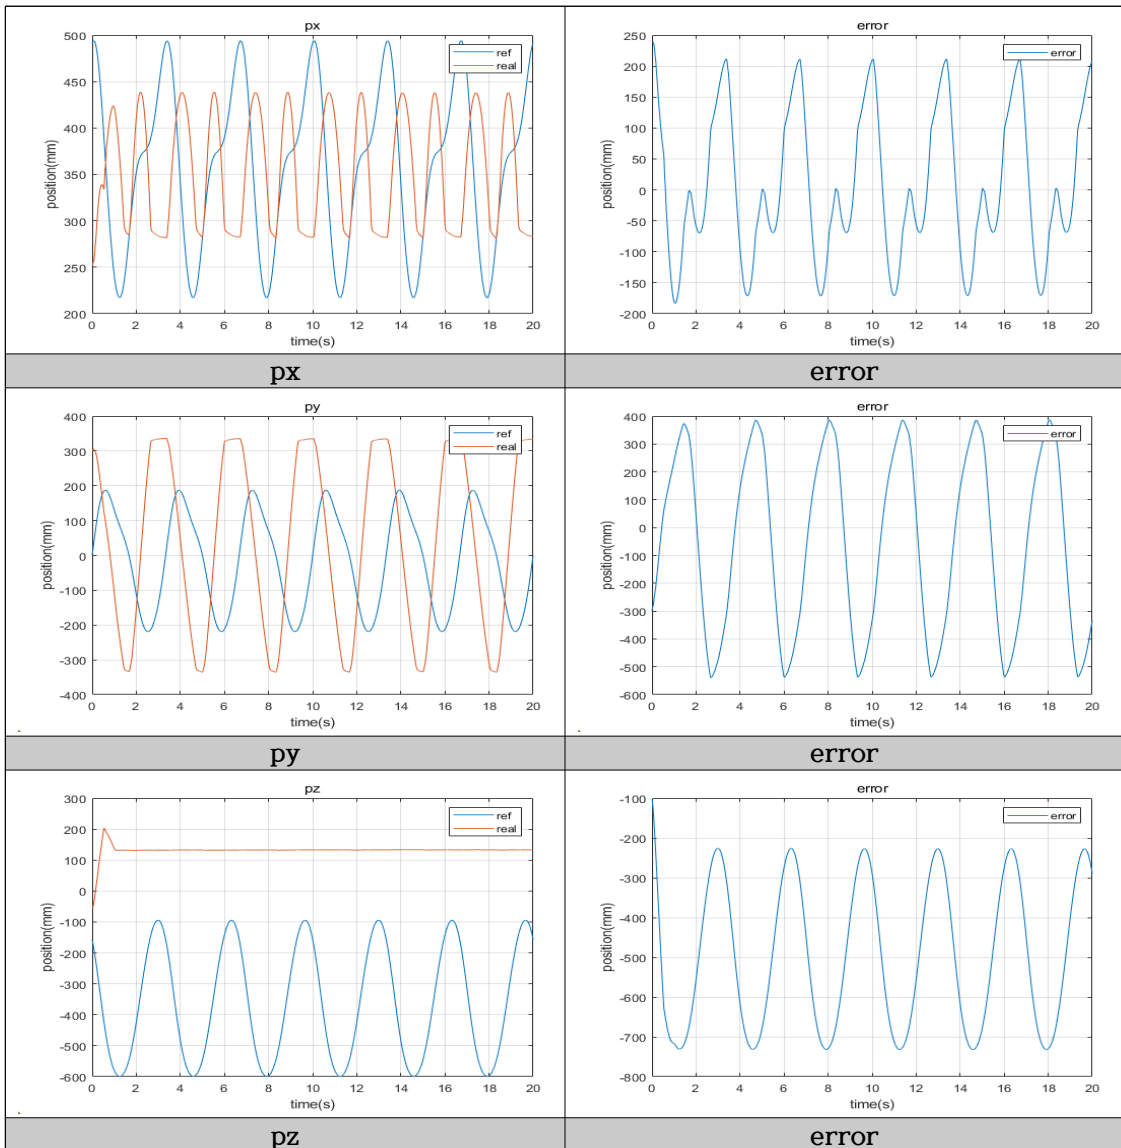 px
error
500
450
400
350
300
250
200
position(mm)
ref
real
0 2 4 6 8 10 12 14 16 18 20
time(s)
250
200
150
100
50
0
-50
-100
-150
-200
position(mm)
error
0 2 4 6 8 10 12 14 16 18 20
time(s)
px
error
py
error
400
300
200
100
0
-100
-200
-300
-400
position(mm)
ref
real
0 2 4 6 8 10 12 14 16 18 20
time(s)
400
300
200
100
0
-100
-200
-300
-400
-500
-600
position(mm)
error
0 2 4 6 8 10 12 14 16 18 20
time(s)
py
error
pz
error
300
200
100
0
-100
-200
-300
-400
-500
-600
position(mm)
ref
real
0 2 4 6 8 10 12 14 16 18 20
time(s)
-100
-200
-300
-400
-500
-600
-700
-800
position(mm)
error
0 2 4 6 8 10 12 14 16 18 20
time(s)
pz
error